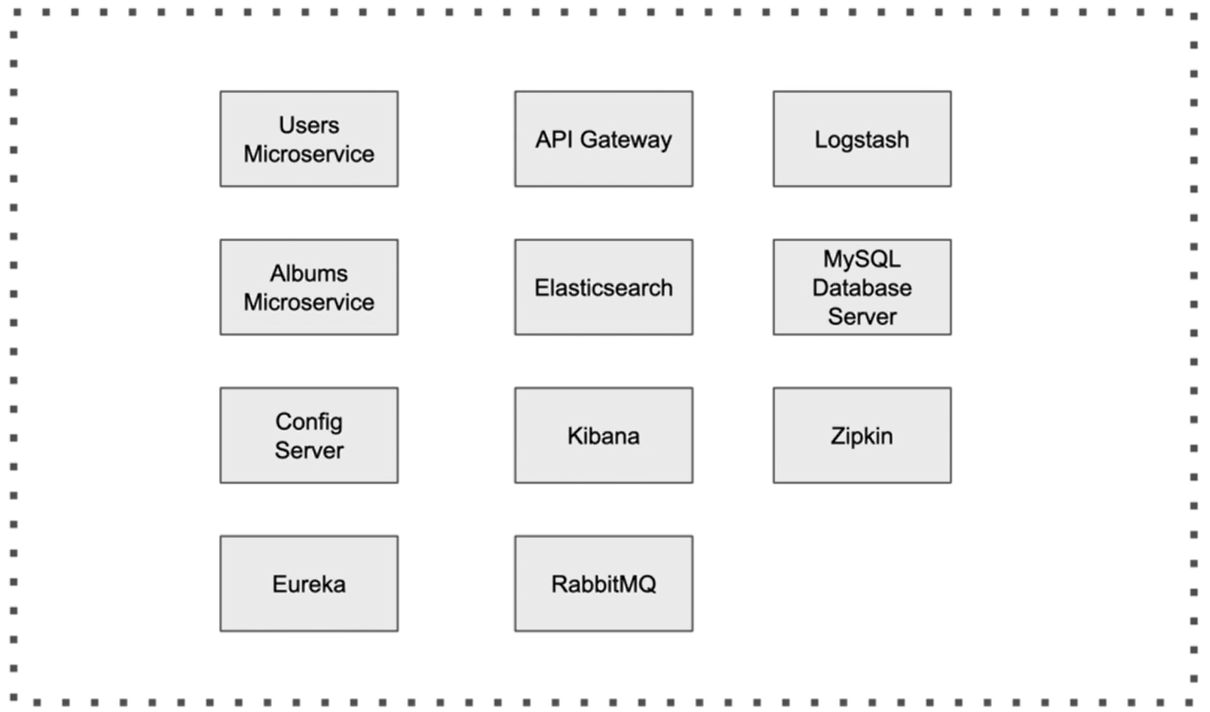 Users
Microservice
API Gateway
Logstash
Albums
Microservice
Elasticsearch
MySQL
Database
Server
Config
Server
Kibana
Zipkin
Eureka
RabbitMQ